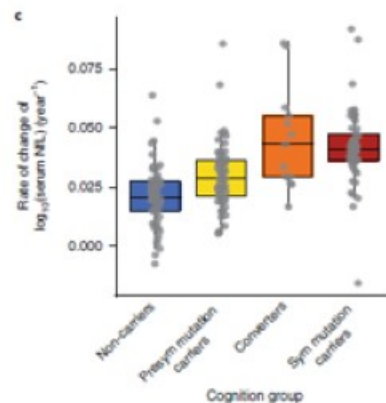 c
Rate of change of
log10(serum NfL) (year⁻¹)
0.075
0.050
0.025
0.000
Non-carriers
Presym mutation
carriers
Converters
Sym mutation
carriers
Cognition group